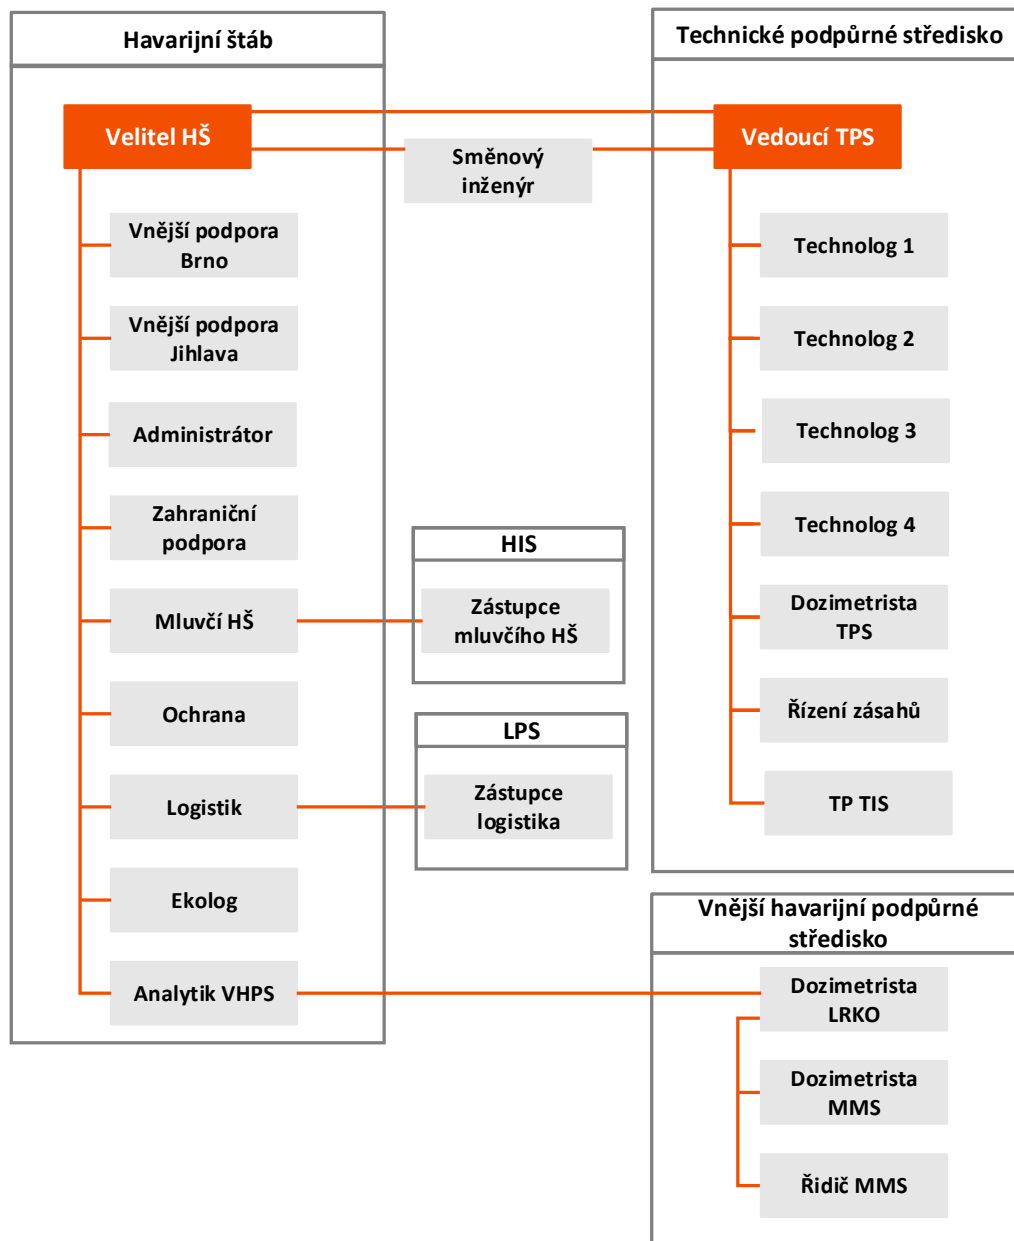 Havarijní štáb
Velitel HŠ
Vnější podpora
Brno
Vnější podpora
Jihlava
Administrátor
Zahraniční
podpora
Mluvčí HŠ
Ochrana
Logistik
Ekolog
Analytik VHPS
Směnový
inženýr
HIS
Zástupce
mluvčího HŠ
LPS
Zástupce
logistika
Technické podpůrné středisko
Vedoucí TPS
Technolog 1
Technolog 2
Technolog 3
Technolog 4
Dozimetrista
TPS
Řízení zásahů
TP TIS
Vnější havarijní podpůrné
středisko
Dozimetrista
LRKO
Dozimetrista
MMS
Řidič MMS